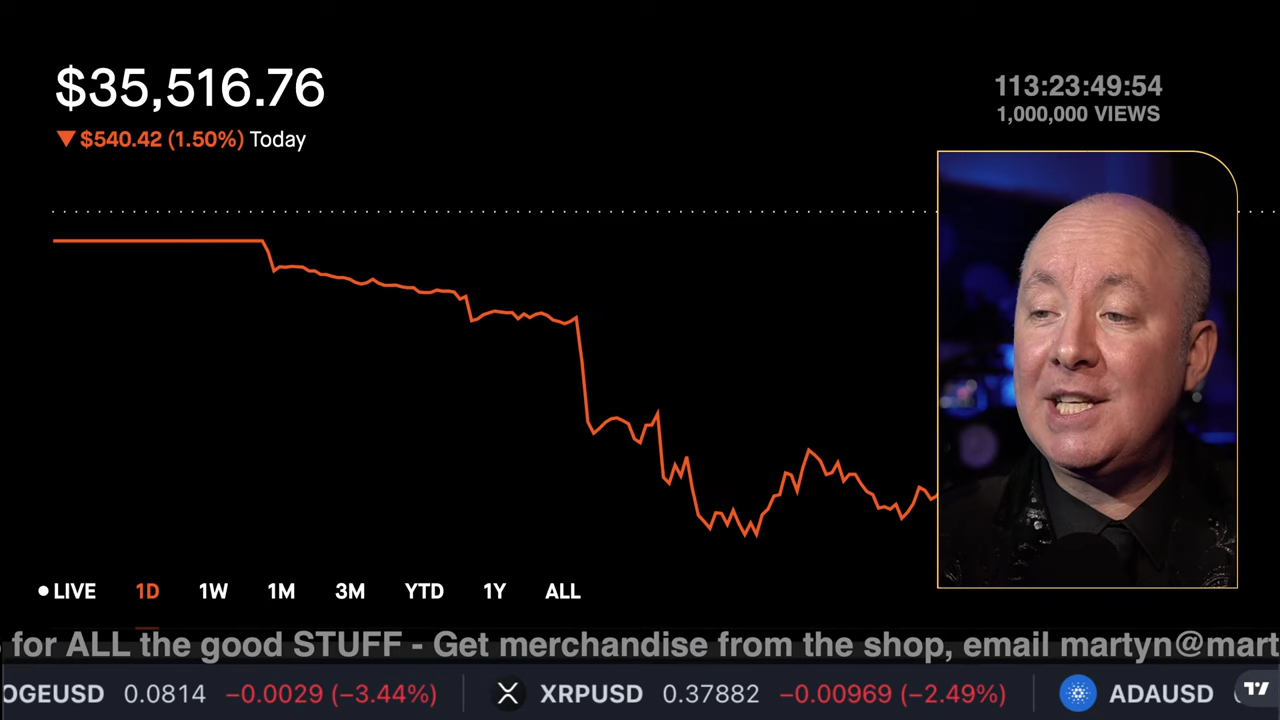 $35,516.76
▼$540.42 (1.50%) Today
113:23:49:54
1,000,000 VIEWS
LIVE 1D 1W 1M 3M YTD 1Y ALL
for ALL the good STUFF - Get merchandise from the shop, email martyn@mart
OGEUSD 0.0814 −0.0029 (−3.44%) XRPUSD 0.37882 −0.00969 (−2.49%) ADAUSD